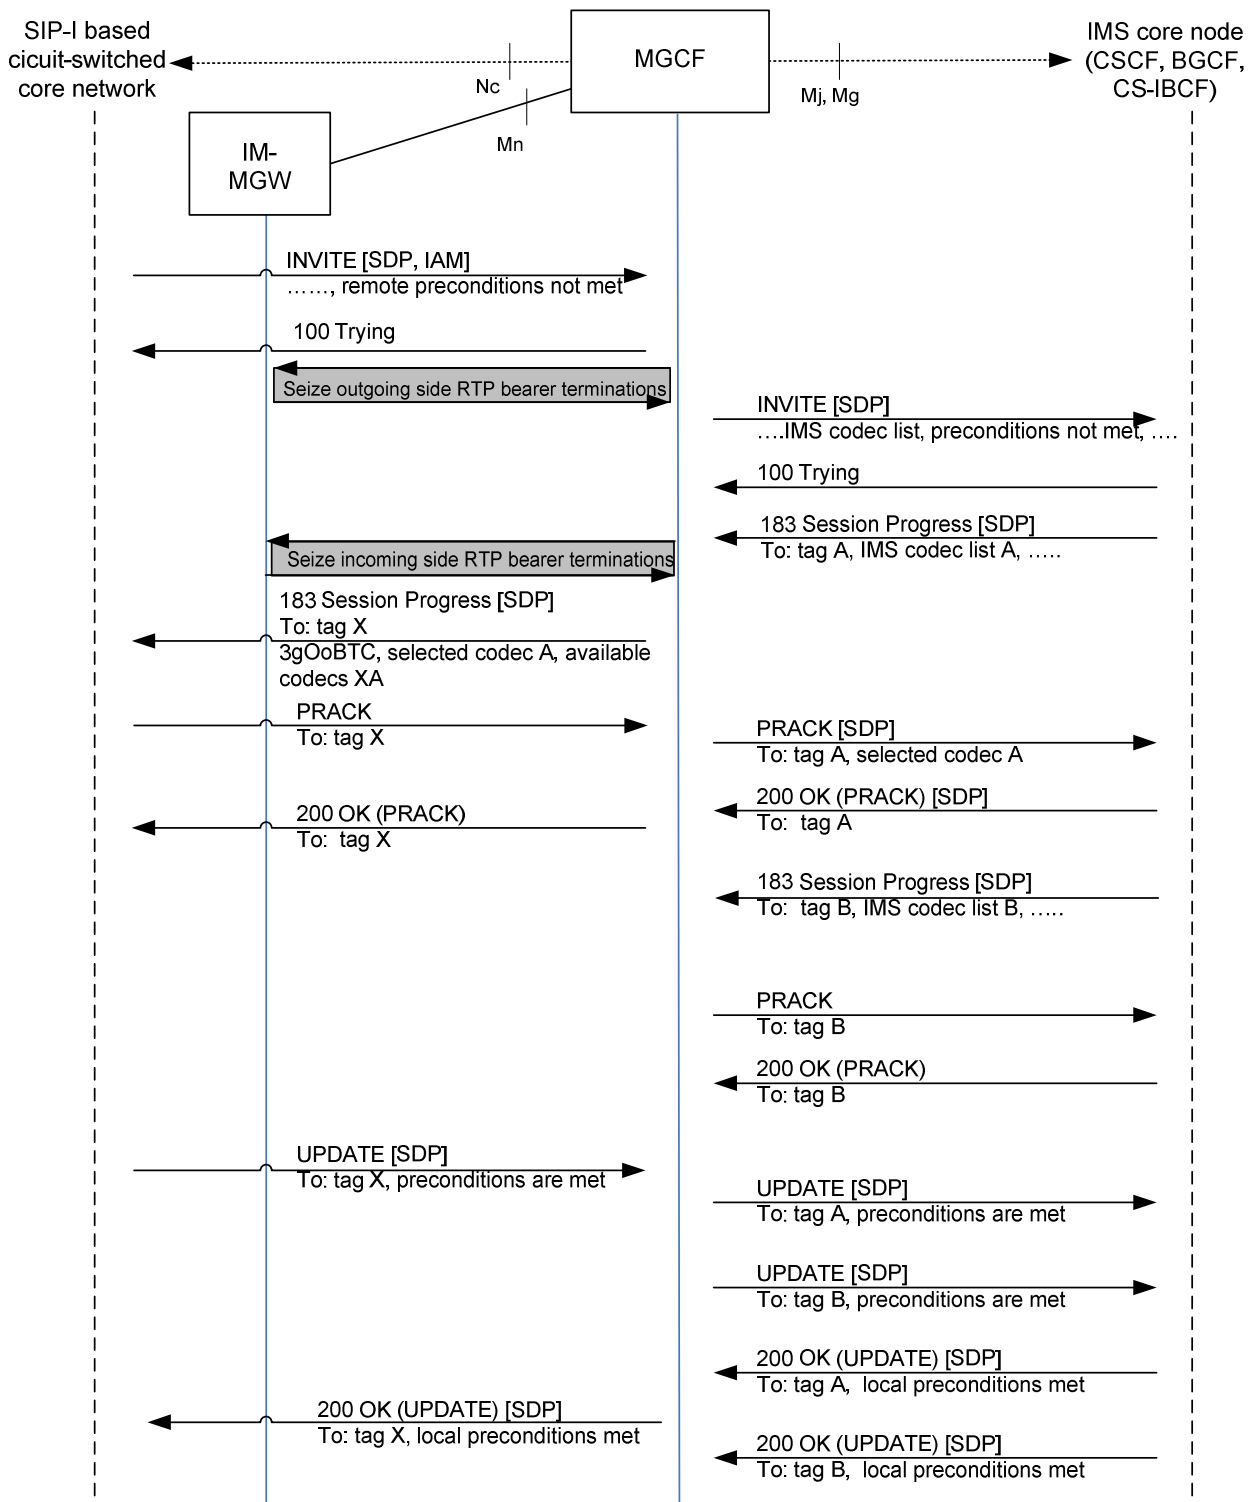 SIP-I based
cicuit-switched
core network
MGCF
IMS core node
(CSCF, BGCF,
CS-IBCF)
Nc
Mj, Mg
Mn
IM-
MGW
INVITE [SDP, IAM]
……, remote preconditions not met
100 Trying
Seize outgoing side RTP bearer terminations
INVITE [SDP]
….IMS codec list, preconditions not met, ….
100 Trying
183 Session Progress [SDP]
To: tag A, IMS codec list A, …..
Seize incoming side RTP bearer terminations
183 Session Progress [SDP]
To: tag X
3gOoBTC, selected codec A, available
codecs XA
PRACK
To: tag X
PRACK [SDP]
To: tag A, selected codec A
200 OK (PRACK) [SDP]
To:  tag A
200 OK (PRACK)
To:  tag X
183 Session Progress [SDP]
To:  tag B, IMS codec list B, …..
PRACK
To: tag B
200 OK (PRACK)
To: tag B
UPDATE [SDP]
To: tag X, preconditions are met
UPDATE [SDP]
To: tag A, preconditions are met
UPDATE [SDP]
To: tag B, preconditions are met
200 OK (UPDATE) [SDP]
To: tag A,  local preconditions met
200 OK (UPDATE) [SDP]
To: tag X, local preconditions met
200 OK (UPDATE) [SDP]
To: tag B,  local preconditions met